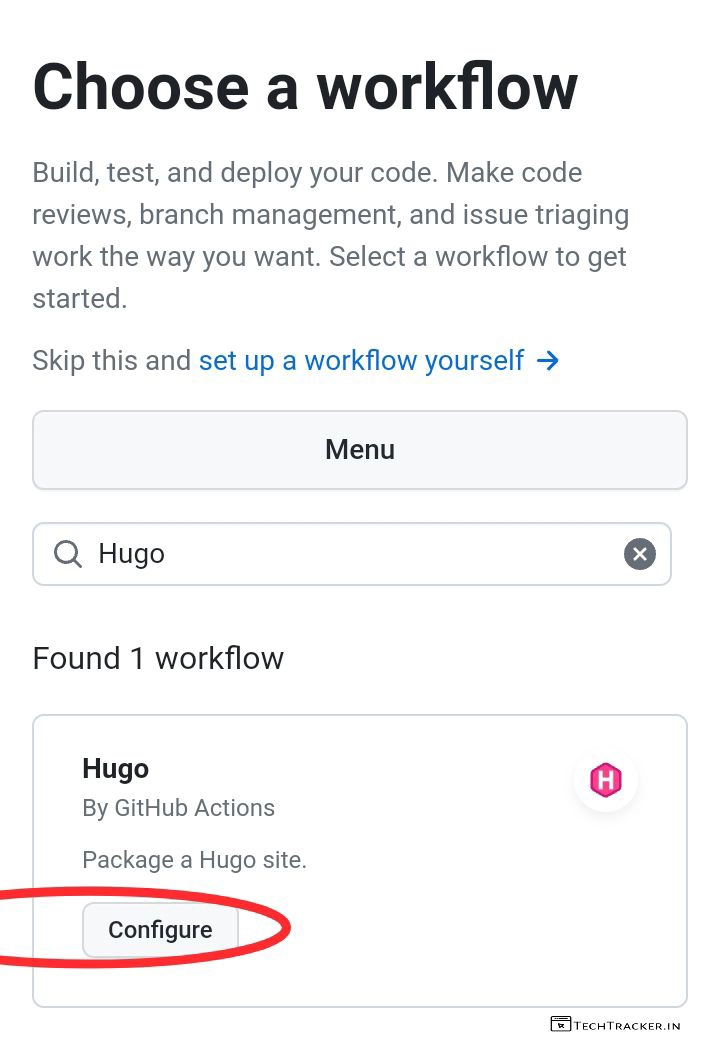 Choose a workflow
Build, test, and deploy your code. Make code
reviews, branch management, and issue triaging
work the way you want. Select a workflow to get
started.
Skip this and set up a workflow yourself →
Menu
Hugo
Found 1 workflow
Hugo
H
By GitHub Actions
Package a Hugo site.
Configure
TECHTRACKER.IN